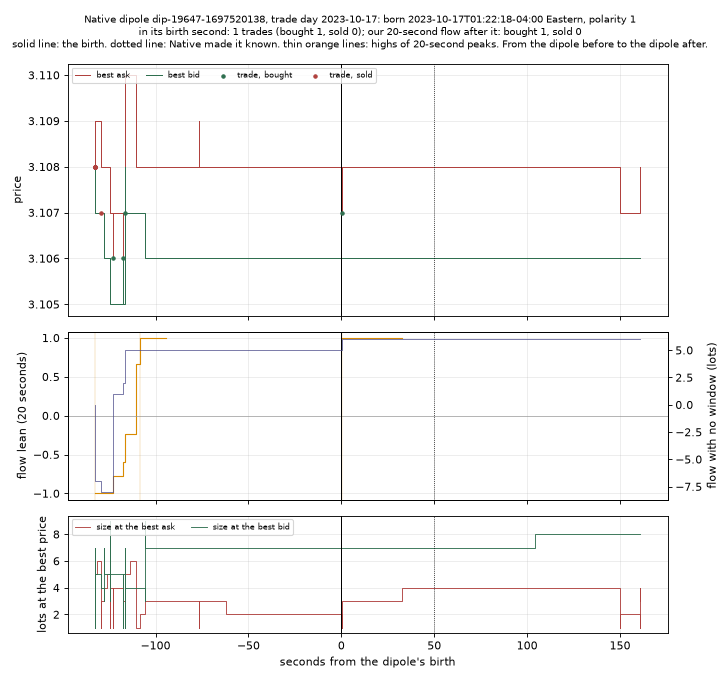 Native dipole dip-19647-1697520138, trade day 2023-10-17: born 2023-10-17T01:22:18-04:00 Eastern, polarity 1
in its birth second: 1 trades (bought 1, sold 0); our 20-second flow after it: bought 1, sold 0
solid line: the birth. dotted line: Native made it known. thin orange lines: highs of 20-second peaks. From the dipole before to the dipole after.
best ask
best bid
trade, bought
trade, sold
3.110
3.109
3.108
3.107
3.106
3.105
price
1.0
0.5
0.0
−0.5
−1.0
flow lean (20 seconds)
5.0
2.5
0.0
−2.5
−5.0
−7.5
flow with no window (lots)
size at the best ask
size at the best bid
8
6
4
2
lots at the best price
−100
−50
0
50
100
150
seconds from the dipole's birth